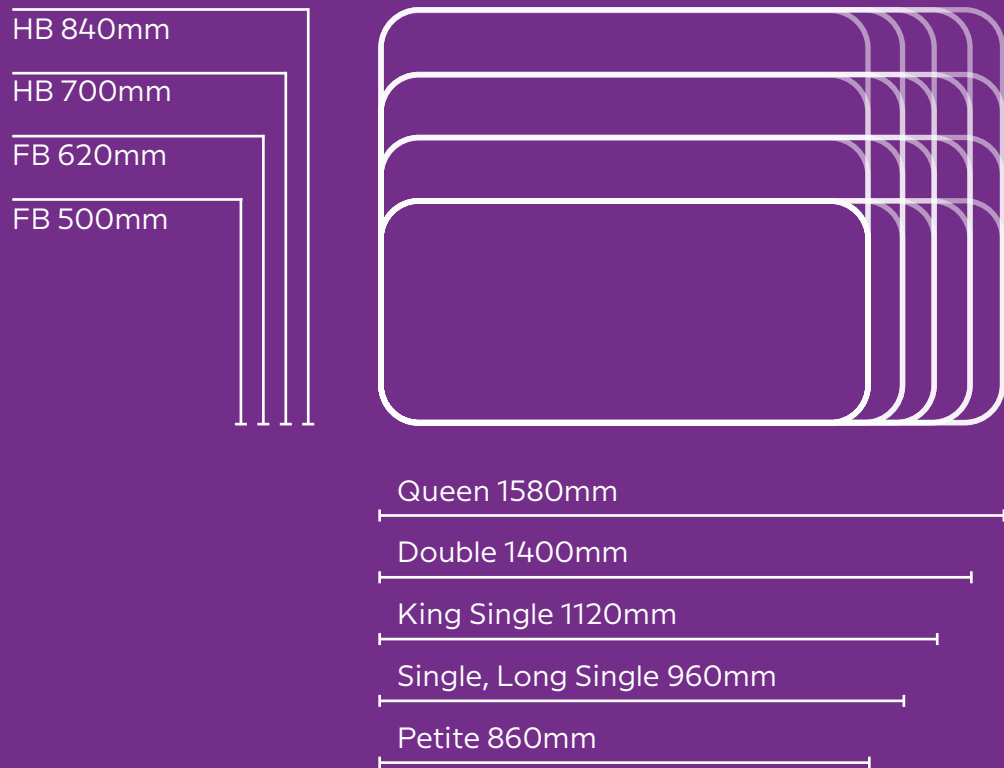 HB 840mm
HB 700mm
FB 620mm
FB 500mm
Queen 1580mm
Double 1400mm
King Single 1120mm
Single, Long Single 960mm
Petite 860mm